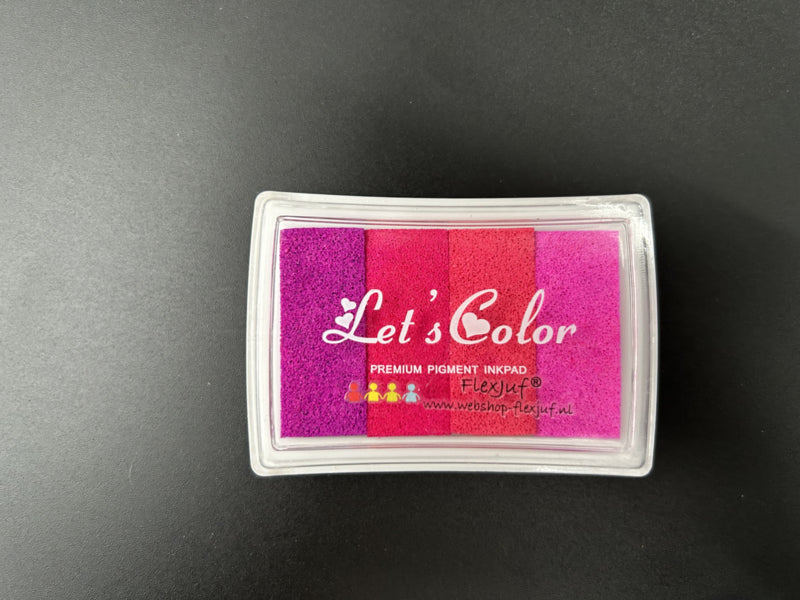 Let's Color
PREMIUM PIGMENT INKPAD
FlexJuf®
www.webshop-flexjuf.nl